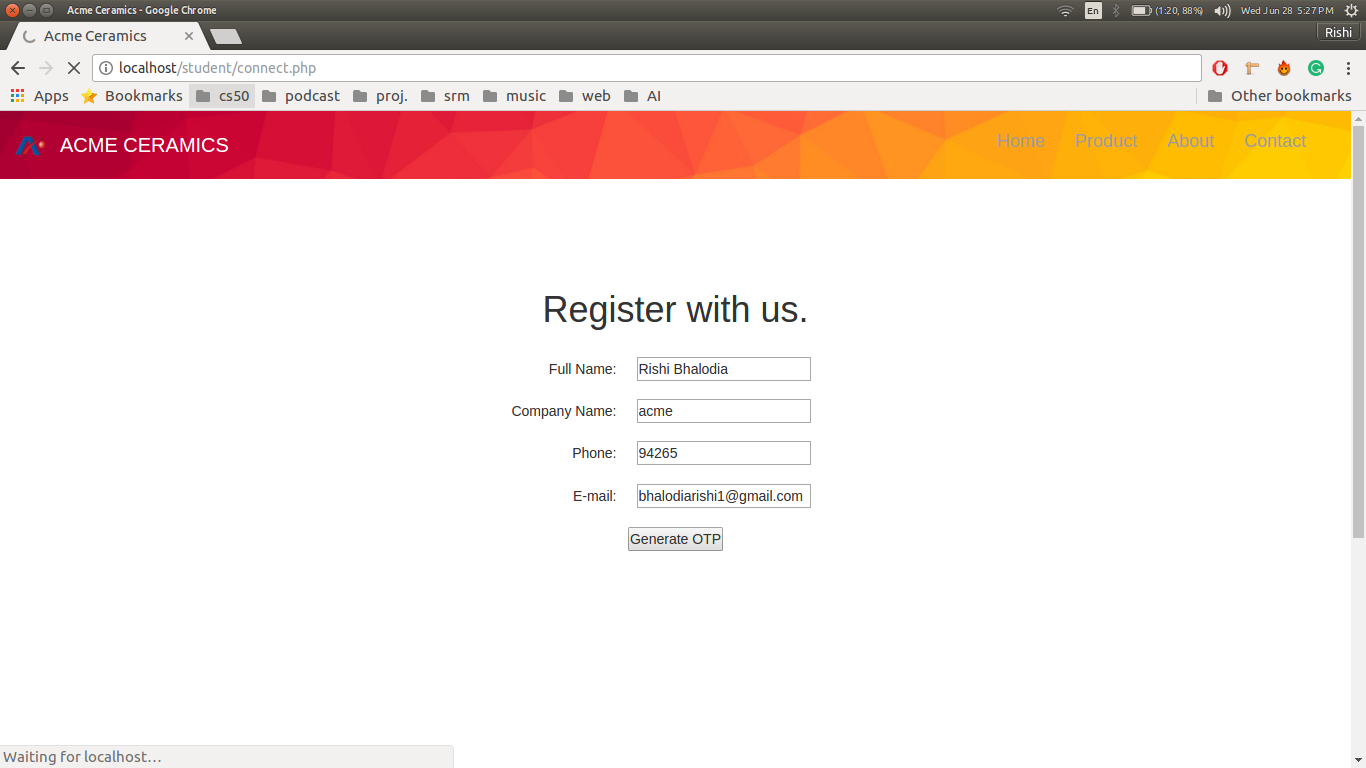 Acme Ceramics - Google Chrome
En (1:20, 88%) Wed Jun 28 5:27 PM
Acme Ceramics
Rishi
localhost/student/connect.php
Apps Bookmarks cs50 podcast proj. srm music web AI Other bookmarks
ACME CERAMICS Home Product About Contact
Register with us.
Full Name: Rishi Bhalodia
Company Name: acme
Phone: 94265
E-mail: bhalodiarishi1@gmail.com
Generate OTP
Waiting for localhost…